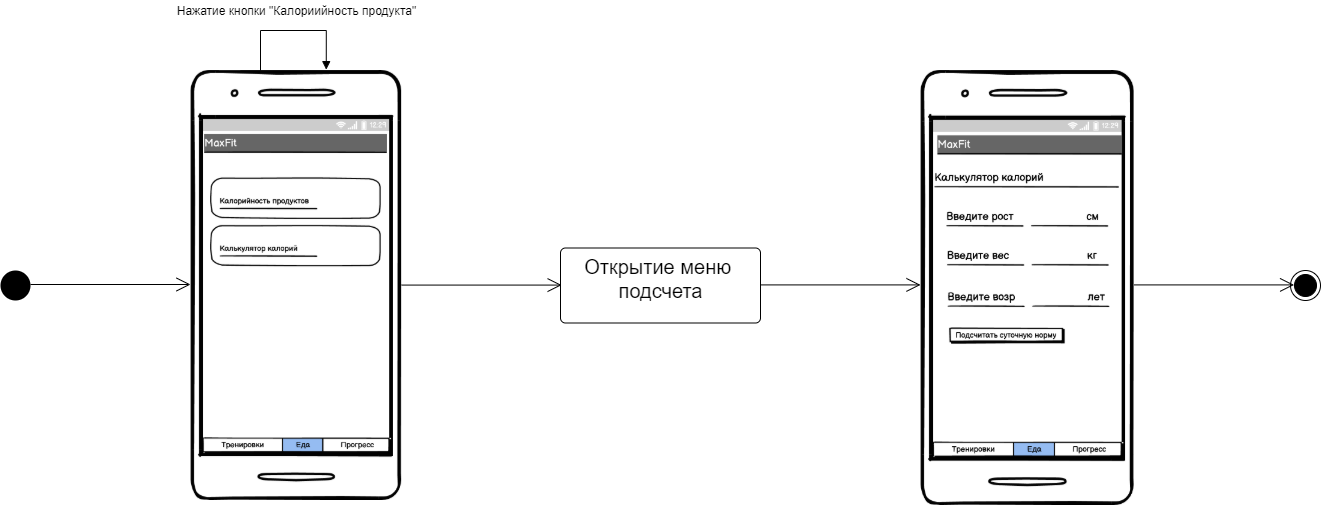 Нажатие кнопки "Калориийность продукта"
12:29
MaxFit
Калорийность продуктов
Калькулятор калорий
Тренировки Еда Прогресс
Открытие меню
подсчета
12:29
MaxFit
Калькулятор калорий
Введите рост см
Введите вес кг
Введите возр лет
Подсчитать суточную норму
Тренировки Еда Прогресс